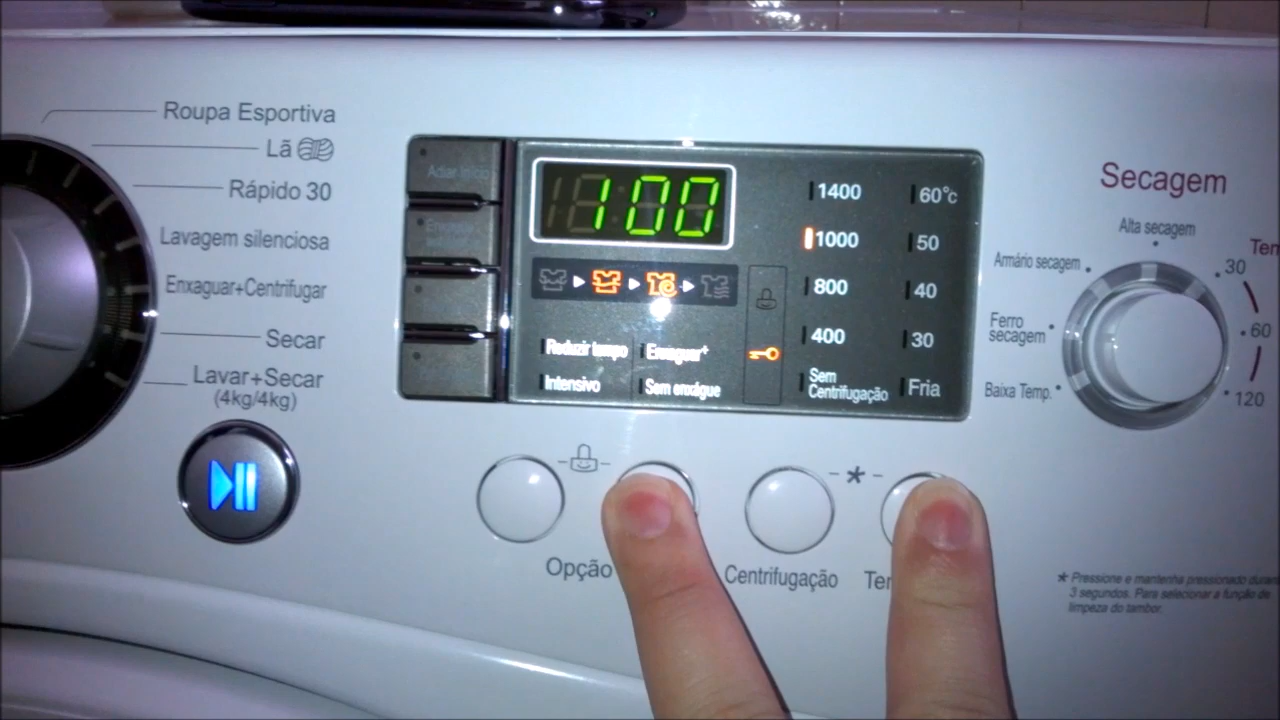 Roupa Esportiva
Lã
Rápido 30
Lavagem silenciosa
Enxaguar+Centrifugar
Secar
Lavar+Secar
(4kg/4kg)
Adiar início
100
Reduzir tempo
Enxaguar+
Intensivo
Sem enxágue
1400
1000
800
400
Sem
Centrifugação
60°c
50
40
30
Fria
Secagem
Alta secagem
Armário secagem
Ferro
secagem
Baixa Temp.
30
60
120
Opção
*
Centrifugação
* Pressione e mantenha pressionado
3 segundos. Para selecionar a função de
limpeza do tambor.